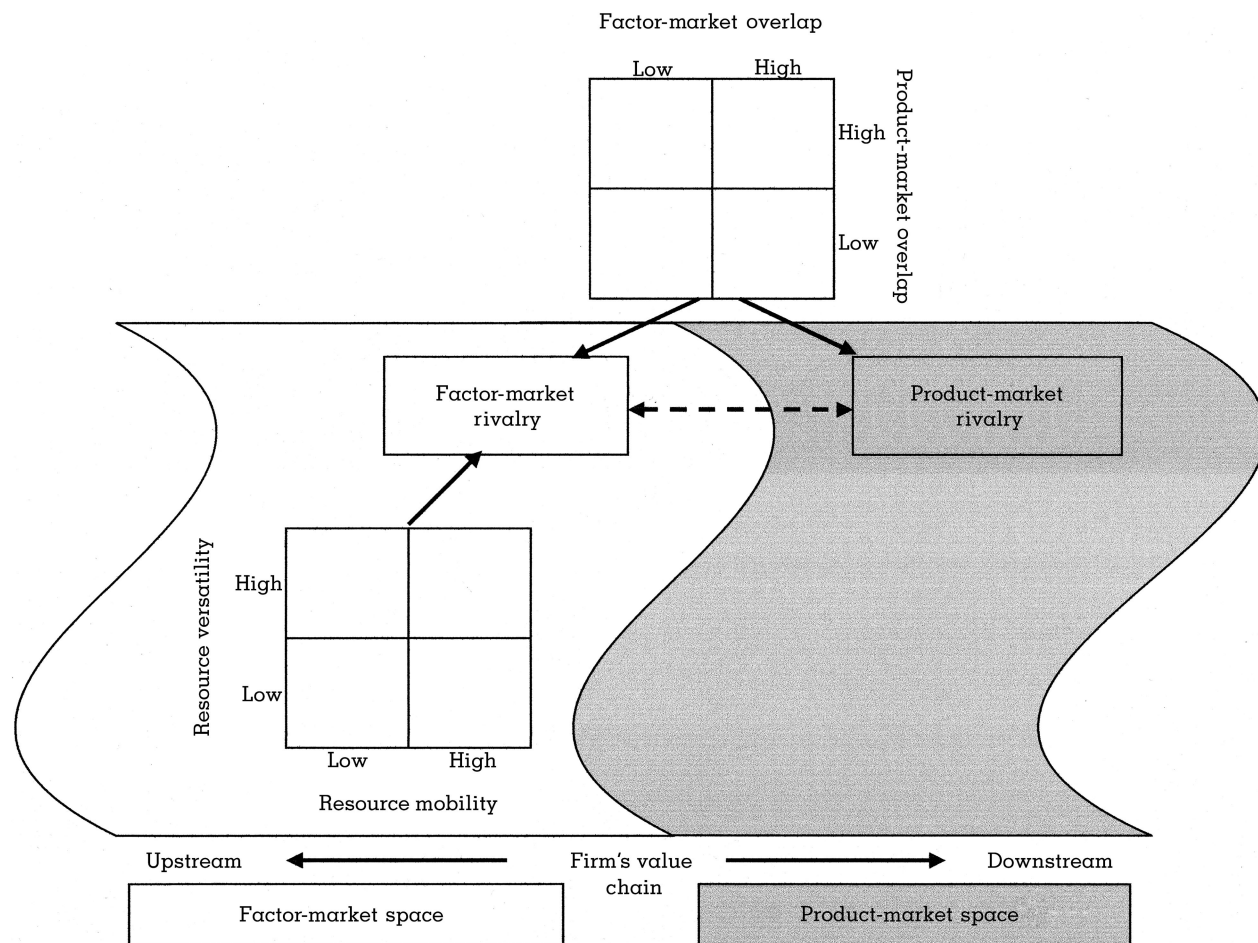 Factor-market overlap
Low
High
High
Low
Product-market overlap
Factor-market
rivalry
Product-market
rivalry
Resource versatility
High
Low
Low
High
Resource mobility
Upstream
Firm's value
chain
Downstream
Factor-market space
Product-market space